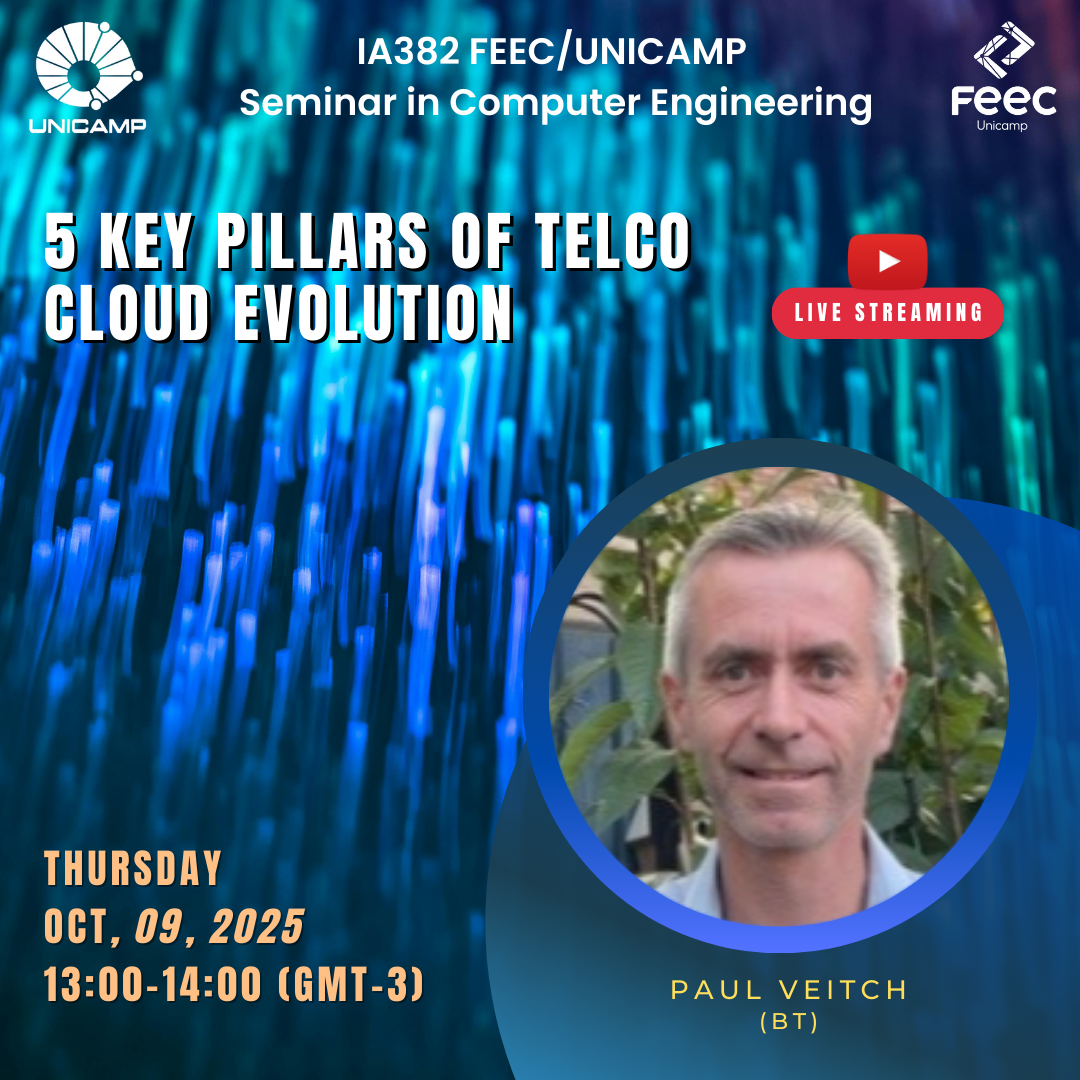 UNICAMP
IA382 FEEC/UNICAMP
Seminar in Computer Engineering
Feec
Unicamp
5 KEY PILLARS OF TELCO
CLOUD EVOLUTION
LIVE STREAMING
THURSDAY
OCT, 09, 2025
13:00-14:00 (GMT-3)
PAUL VEITCH
(BT)